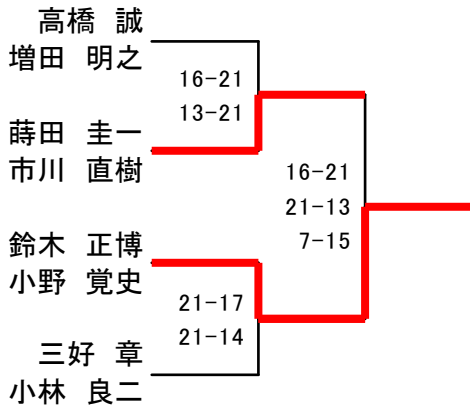 高橋 誠
増田 明之
16-21
13-21
蒔田 圭一
市川 直樹
16-21
21-13
7-15
鈴木 正博
小野 覚史
21-17
21-14
三好 章
小林 良二